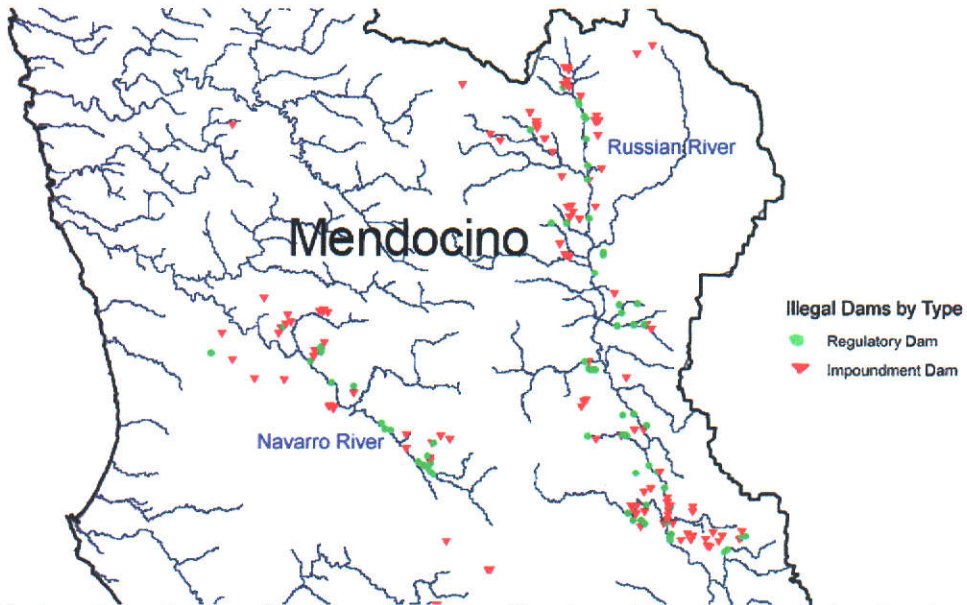 Russian River
Mendocino
Illegal Dams by Type
Regulatory Dam
Impoundment Dam
Navarro River